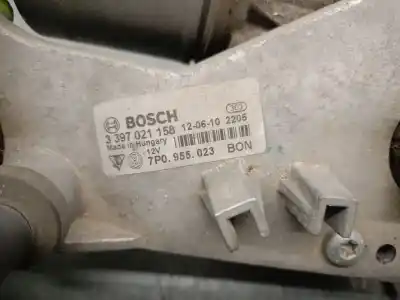 BOSCH
3 397 021 158 12-06-10 2205
Made in Hungary
12V
7P0.955.023 BON